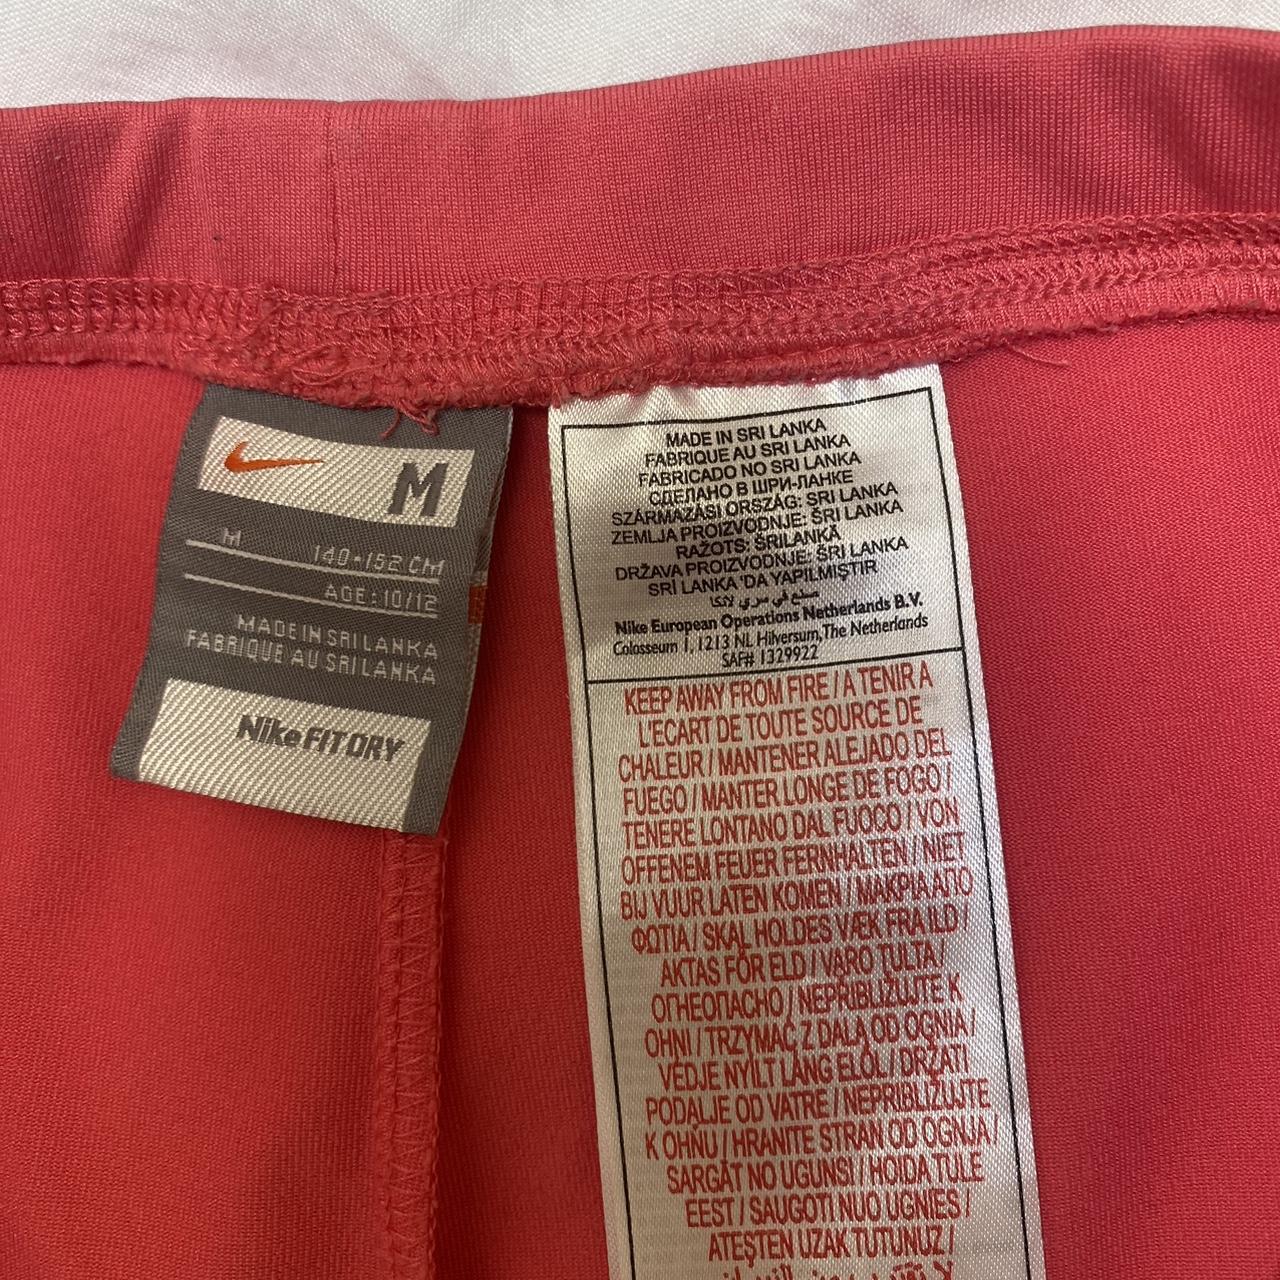 M
M 140-152 CM
AGE: 10/12
MADE IN SRI LANKA
FABRIQUE AU SRI LANKA
Nike FIT DRY
MADE IN SRI LANKA
FABRIQUE AU SRI LANKA
FABRICADO NO SRI LANKA
СДЕЛАНО В ШРИ-ЛАНКЕ
SZÁRMAZÁSI ORSZÁG: SRI LANKA
ZEMLJA PROIZVODNJE: ŠRI LANKA
RAŽOTS: ŠRILANKĀ
DRŽAVA PROIZVODNJE: ŠRI LANKA
SRİ LANKA 'DA YAPILMIŞTIR
صنع في سري لانكا
Nike European Operations Netherlands B.V.
Colosseum 1, 1213 NL Hilversum, The Netherlands
SAF# 1329922
KEEP AWAY FROM FIRE / A TENIR A
L'ECART DE TOUTE SOURCE DE
CHALEUR / MANTENER ALEJADO DEL
FUEGO / MANTER LONGE DE FOGO /
TENERE LONTANO DAL FUOCO / VON
OFFENEM FEUER FERNHALTEN / NIET
BIJ VUUR LATEN KOMEN / ΜΑΚΡΙΑ ΑΠΟ
ΦΩΤΙΑ / SKAL HOLDES VÆK FRA ILD /
AKTAS FÖR ELD / VARO TULTA /
ОГНЕОПАСНО / NEPŘIBLIŽUJTE K
OHNI / TRZYMAĆ Z DALA OD OGNIA /
VÉDJE NYÍLT LÁNG ELŐL / DRŽATI
PODALJE OD VATRE / NEPRIBLIŽUJTE
K OHŇU / HRANITE STRAN OD OGNJA /
SARGĀT NO UGUNSI / HOIDA TULE
EEST / SAUGOTI NUO UGNIES /
ATEŞTEN UZAK TUTUNUZ /